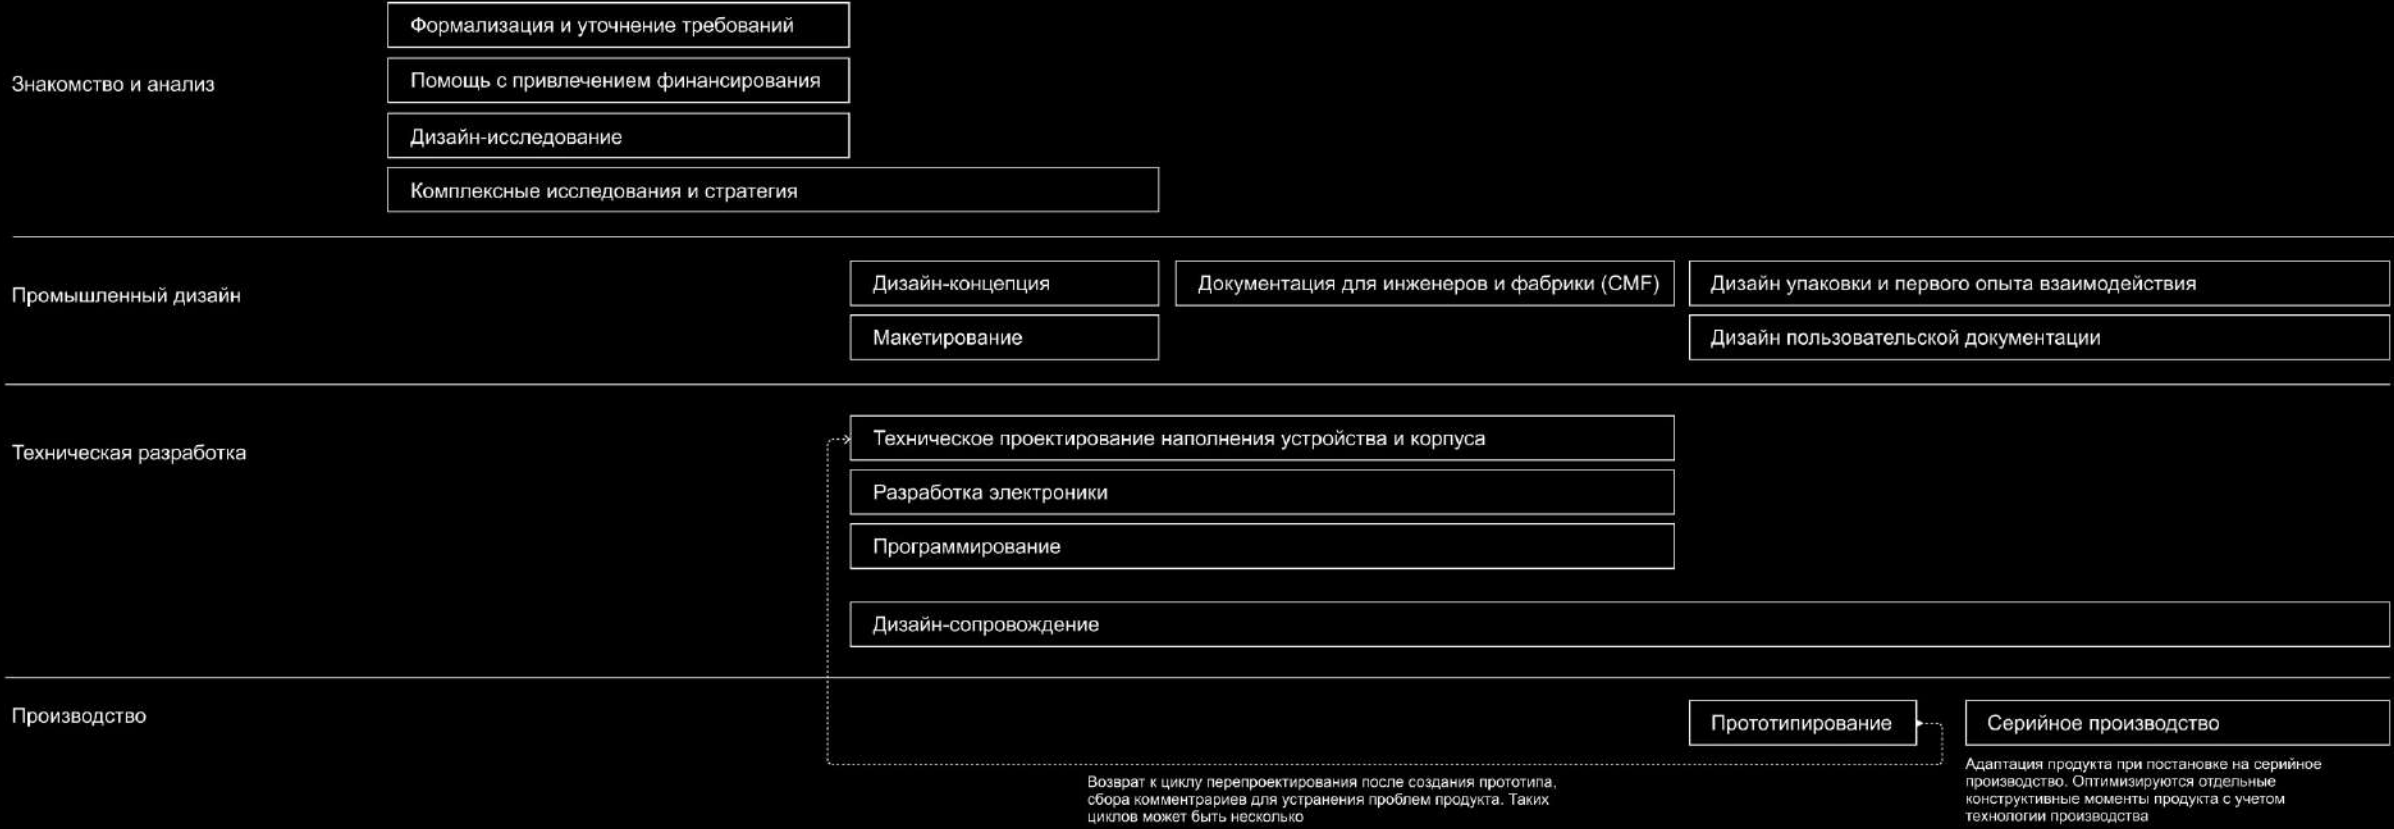 Знакомство и анализ
Формализация и уточнение требований
Помощь с привлечением финансирования
Дизайн-исследование
Комплексные исследования и стратегия
Промышленный дизайн
Дизайн-концепция
Документация для инженеров и фабрики (CMF)
Дизайн упаковки и первого опыта взаимодействия
Макетирование
Дизайн пользовательской документации
Техническая разработка
Техническое проектирование наполнения устройства и корпуса
Разработка электроники
Программирование
Дизайн-сопровождение
Производство
Прототипирование
Серийное производство
Возврат к циклу перепроектирования после создания прототипа,
сбора комментрариев для устранения проблем продукта. Таких
циклов может быть несколько
Адаптация продукта при постановке на серийное
производство. Оптимизируются отдельные
конструктивные моменты продукта с учетом
технологии производства